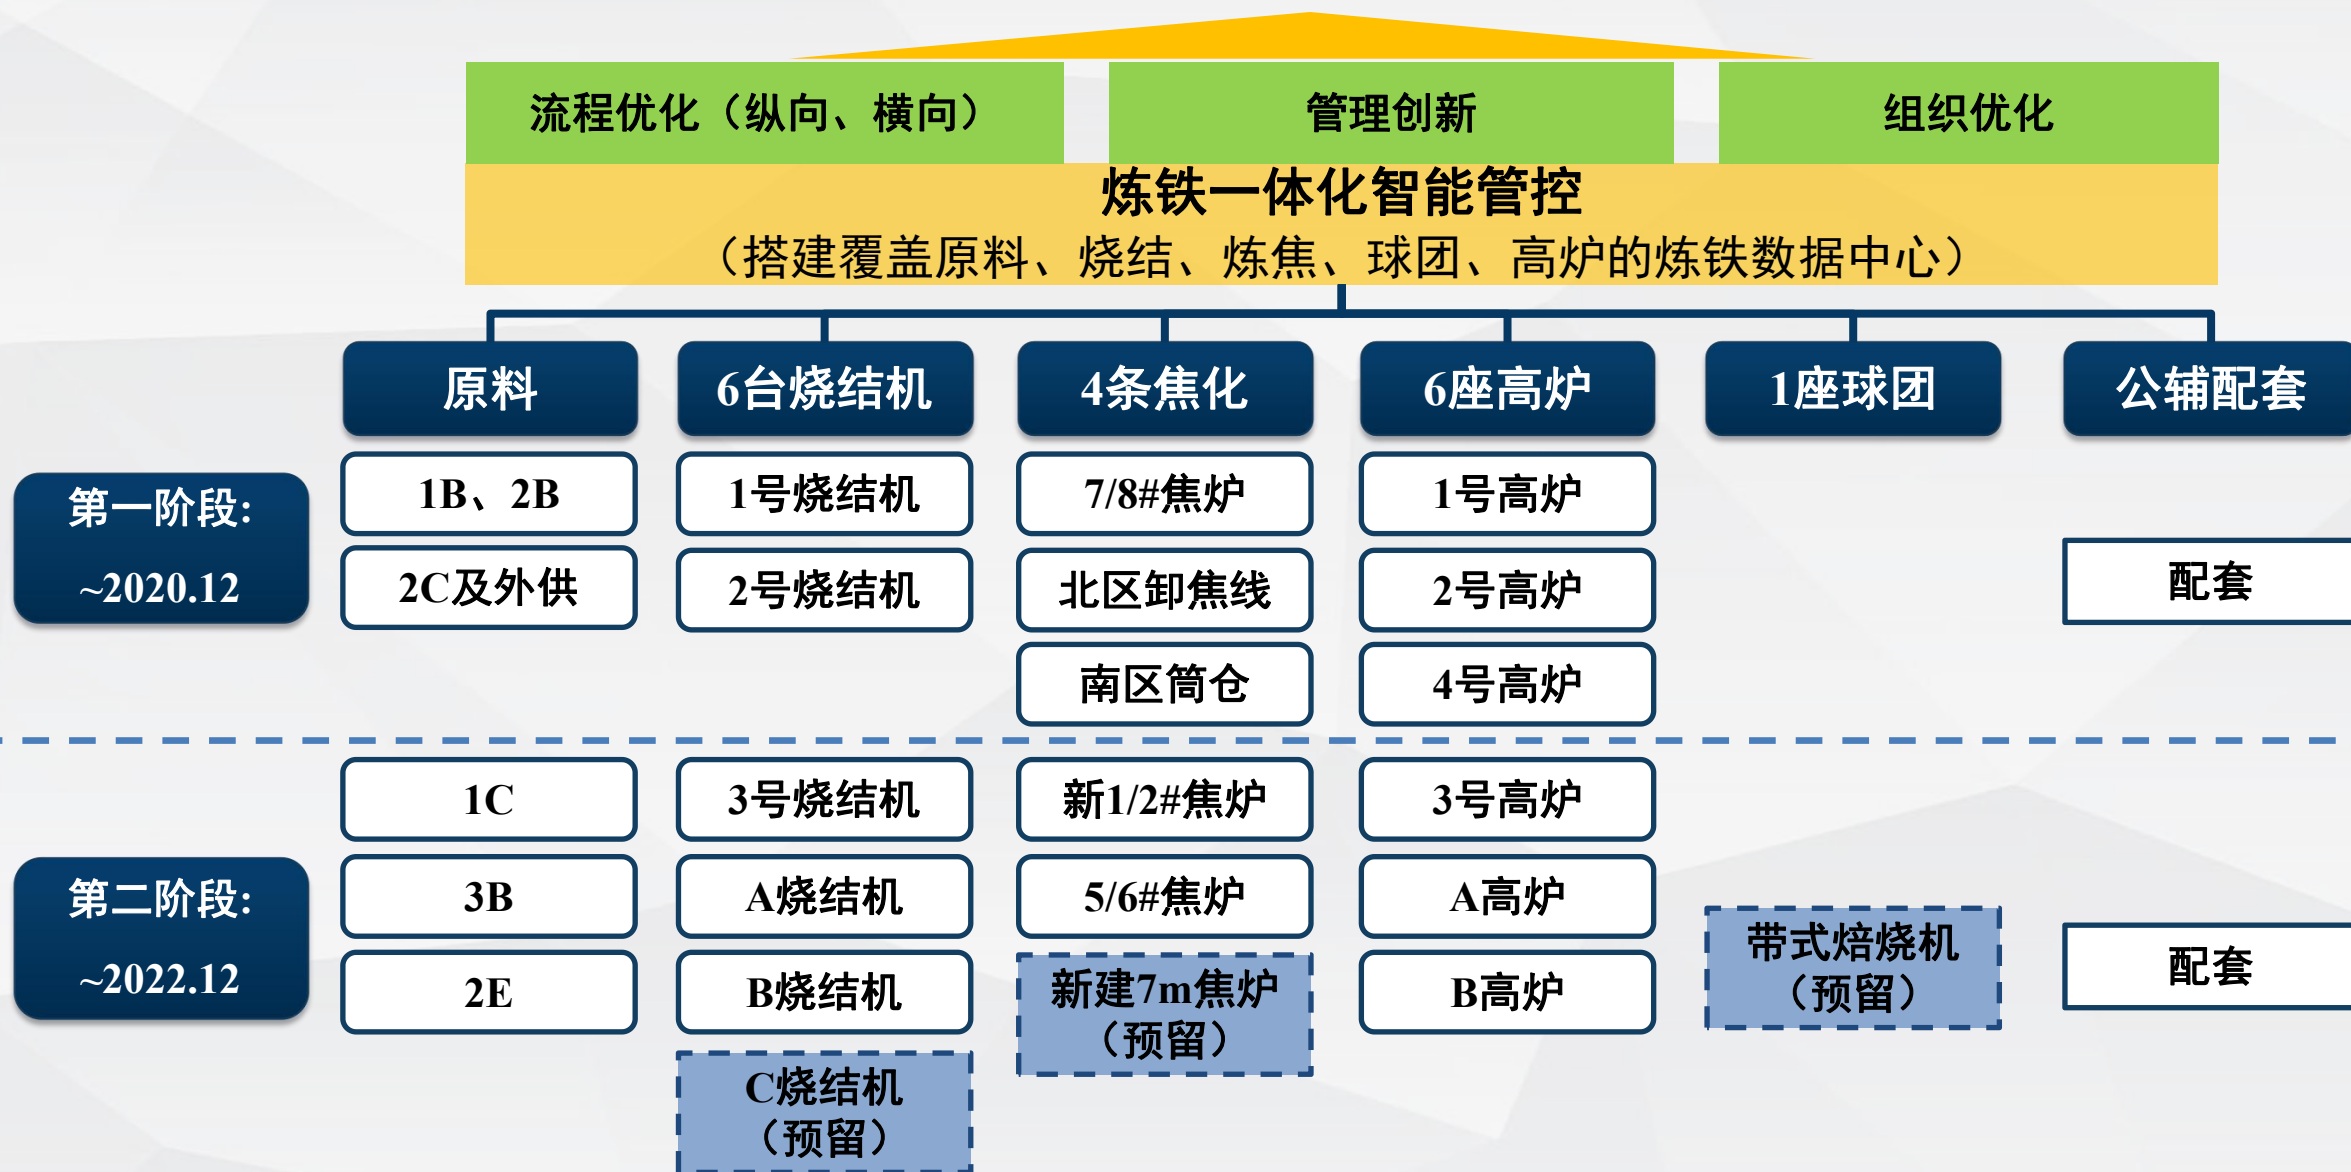 流程优化（纵向、横向）
管理创新
组织优化
炼铁一体化智能管控
（搭建覆盖原料、烧结、炼焦、球团、高炉的炼铁数据中心）
原料
6台烧结机
4条焦化
6座高炉
1座球团
公辅配套
第一阶段:
~2020.12
1B、2B
1号烧结机
7/8#焦炉
1号高炉
2C及外供
2号烧结机
北区卸焦线
2号高炉
配套
南区筒仓
4号高炉
第二阶段:
~2022.12
1C
3号烧结机
新1/2#焦炉
3号高炉
3B
A烧结机
5/6#焦炉
A高炉
带式焙烧机
（预留）
配套
2E
B烧结机
新建7m焦炉
（预留）
B高炉
C烧结机
（预留）